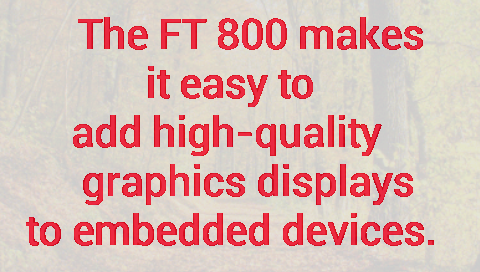 The FT 800 makes
it easy to
add high-quality
graphics displays
to embedded devices.